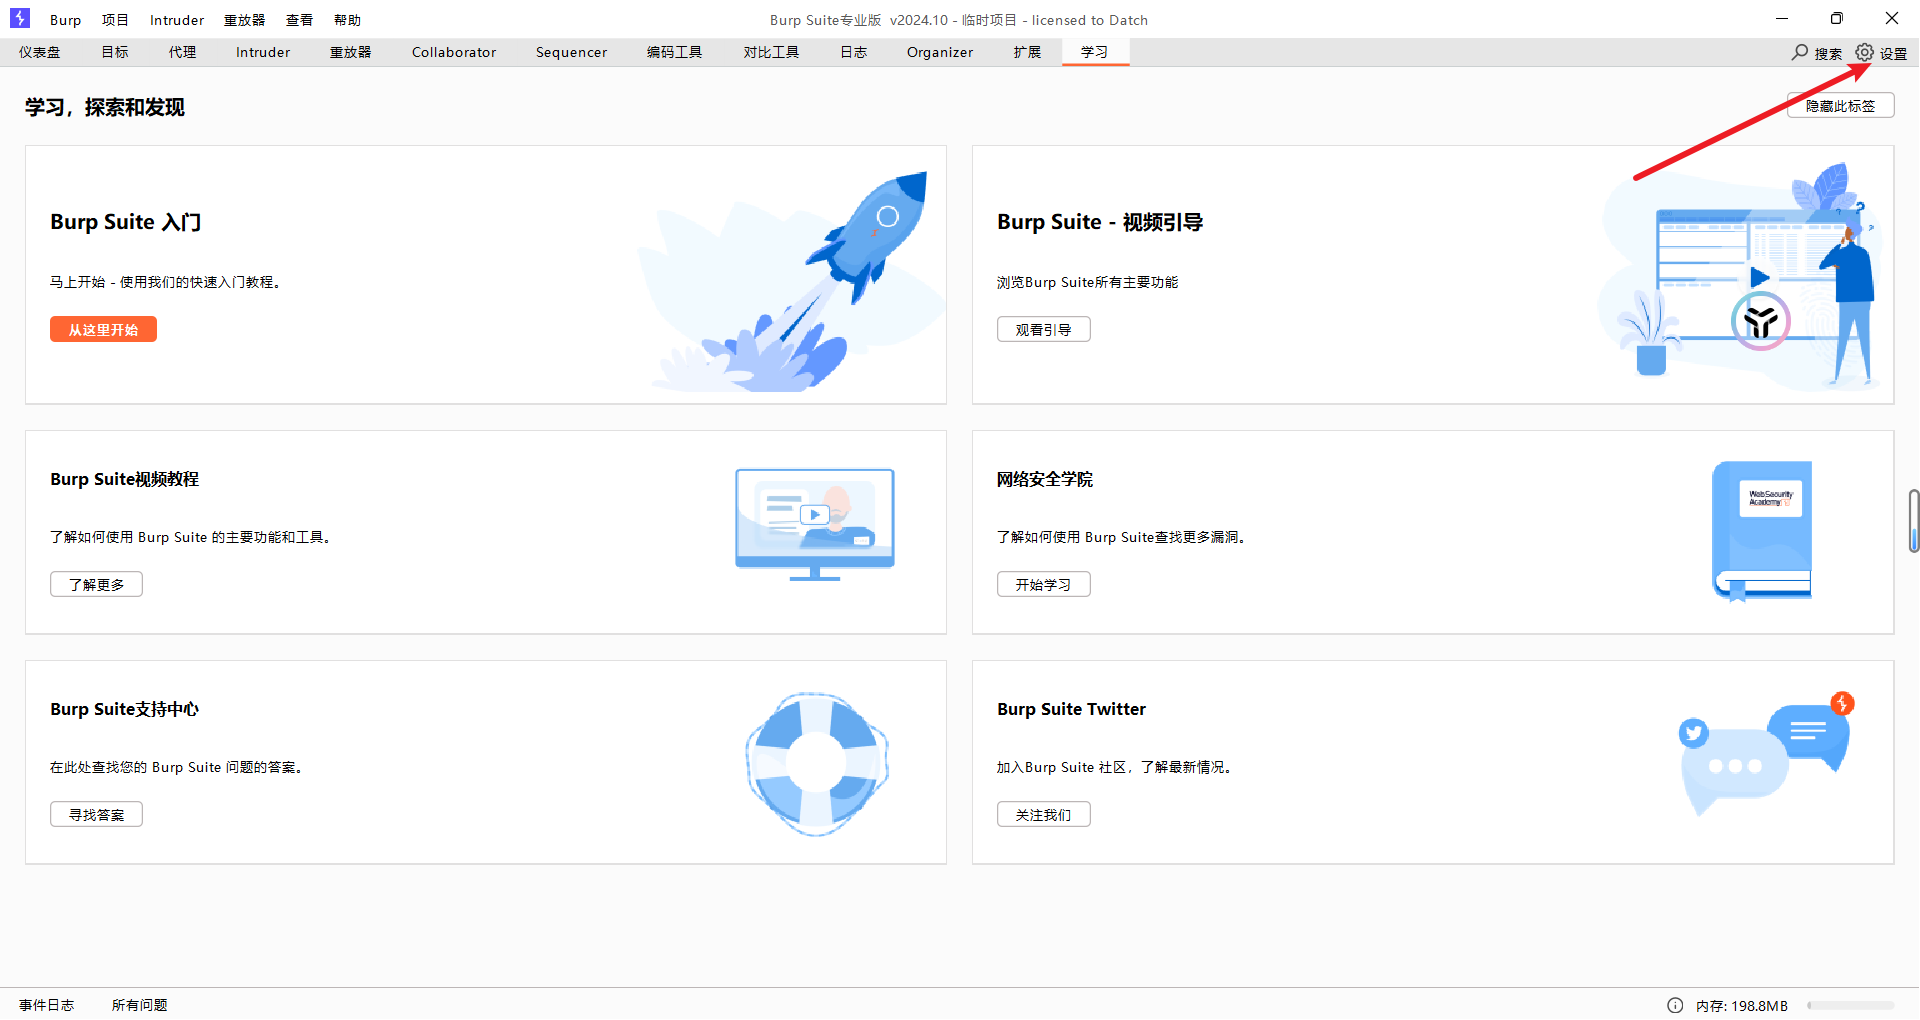 Burp 项目 Intruder 重放器 查看 帮助 Burp Suite专业版 v2024.10 - 临时项目 - licensed to Datch
仪表盘 目标 代理 Intruder 重放器 Collaborator Sequencer 编码工具 对比工具 日志 Organizer 扩展 学习 搜索 设置
学习，探索和发现
隐藏此标签
Burp Suite 入门
马上开始 - 使用我们的快速入门教程。
从这里开始
Burp Suite - 视频引导
浏览Burp Suite所有主要功能
观看引导
Burp Suite视频教程
了解如何使用 Burp Suite 的主要功能和工具。
了解更多
网络安全学院
了解如何使用 Burp Suite查找更多漏洞。
开始学习
WebSecurity
Academy
Burp Suite支持中心
在此处查找您的 Burp Suite 问题的答案。
寻找答案
Burp Suite Twitter
加入Burp Suite 社区，了解最新情况。
关注我们
事件日志 所有问题 内存: 198.8MB